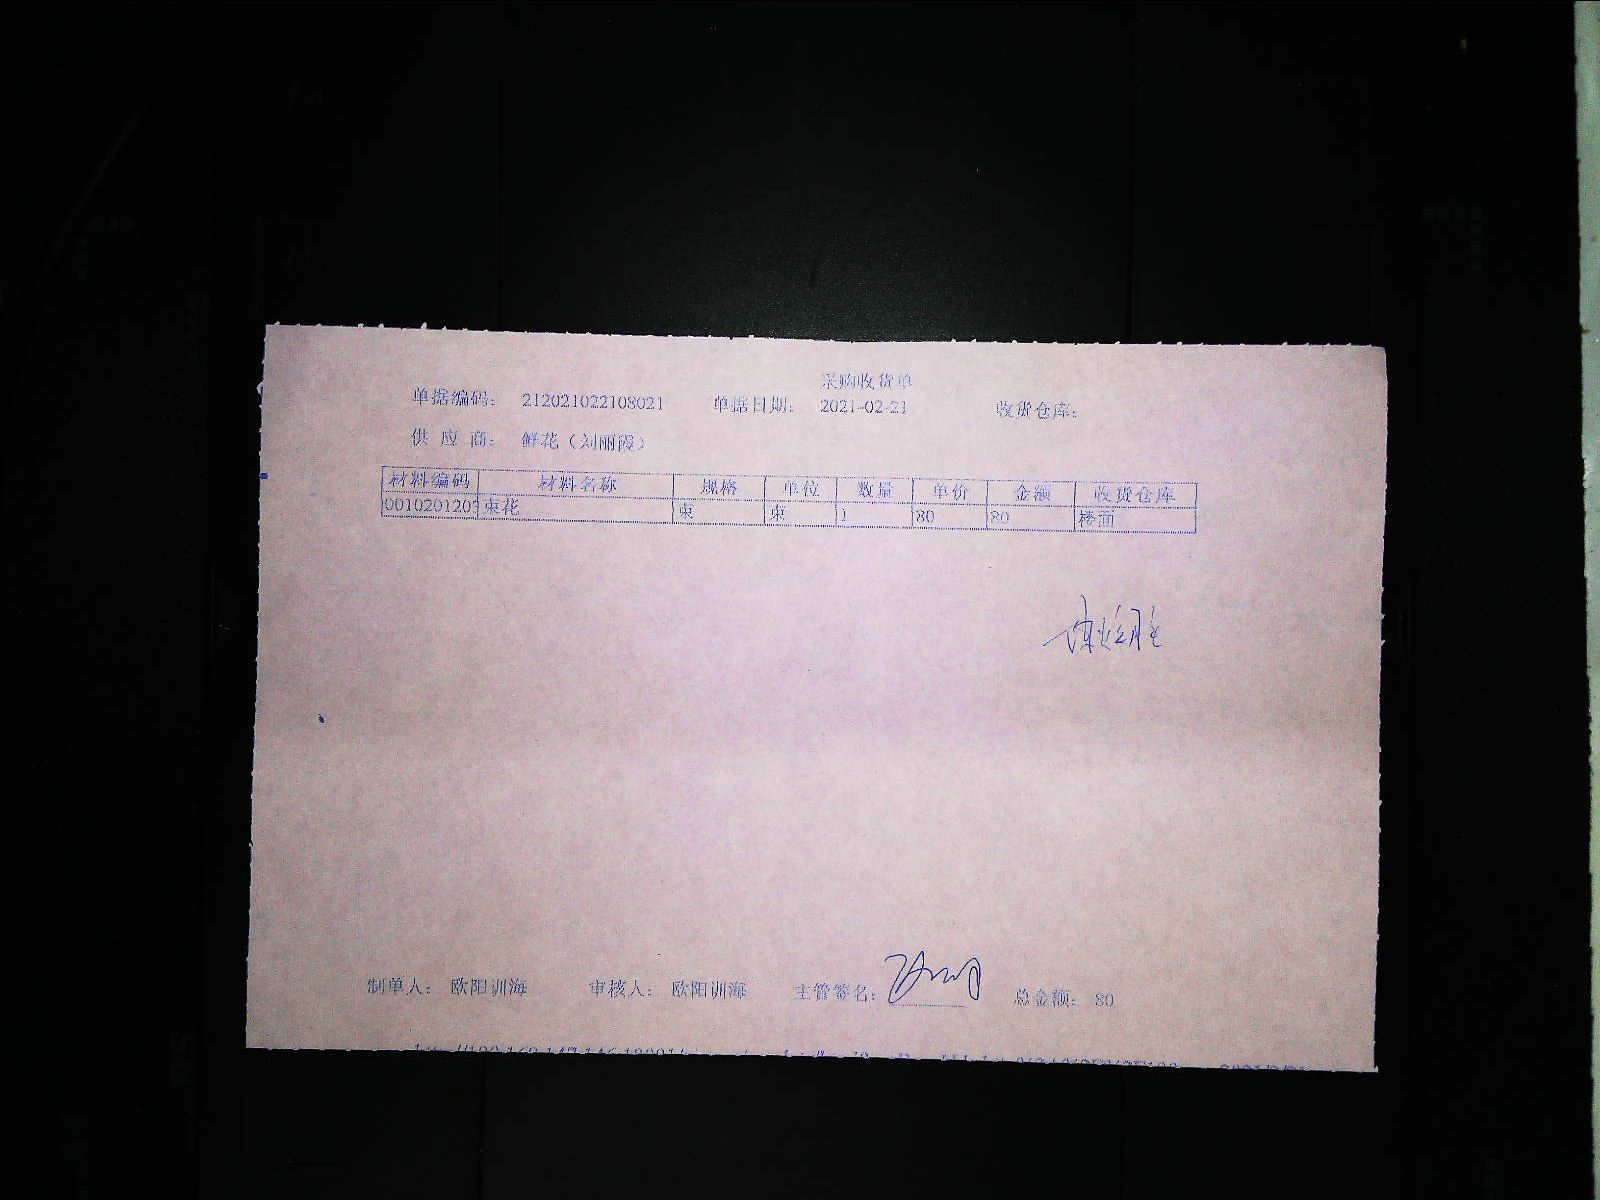 采购收货单
单据编码： 212021022108021 单据日期： 2021-02-21 收货仓库：
供 应 商： 鲜花（刘丽霞）
材料编码 材料名称 规格 单位 数量 单价 金额 收货仓库
001020120 束花 束 束 1 80 80 楼面
制单人： 欧阳训海 审核人： 欧阳训海 主管签名： 总金额： 80